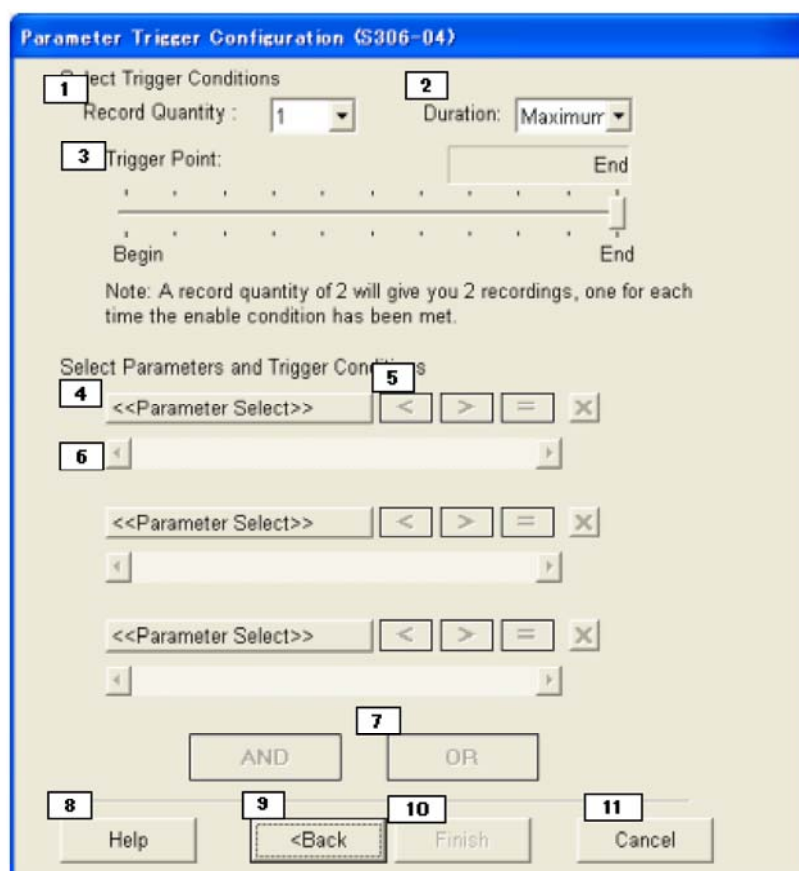 Parameter Trigger Configuration (S306-04)
Select Trigger Conditions
1 2
Record Quantity : 1 Duration: Maximum
3 Trigger Point: End
Begin End
Note: A record quantity of 2 will give you 2 recordings, one for each
time the enable condition has been met.
Select Parameters and Trigger Conditions
4 <<Parameter Select>> 5 < > = X
6
<<Parameter Select>> < > = X
<<Parameter Select>> < > = X
7
AND OR
8 9 10 11
Help <Back Finish Cancel